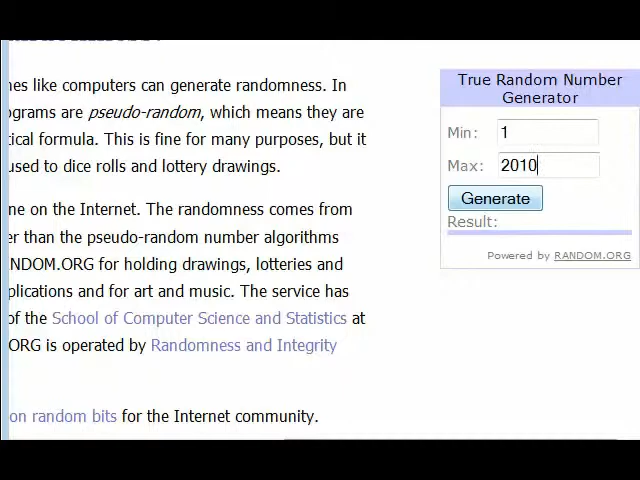 nes like computers can generate randomness. In
ograms are pseudo-random, which means they are
tical formula. This is fine for many purposes, but it
used to dice rolls and lottery drawings.
ne on the Internet. The randomness comes from
er than the pseudo-random number algorithms
NDOM.ORG for holding drawings, lotteries and
plications and for art and music. The service has
of the School of Computer Science and Statistics at
ORG is operated by Randomness and Integrity
on random bits for the Internet community.
True Random Number
Generator
Min: 1
Max: 2010
Generate
Result:
Powered by RANDOM.ORG